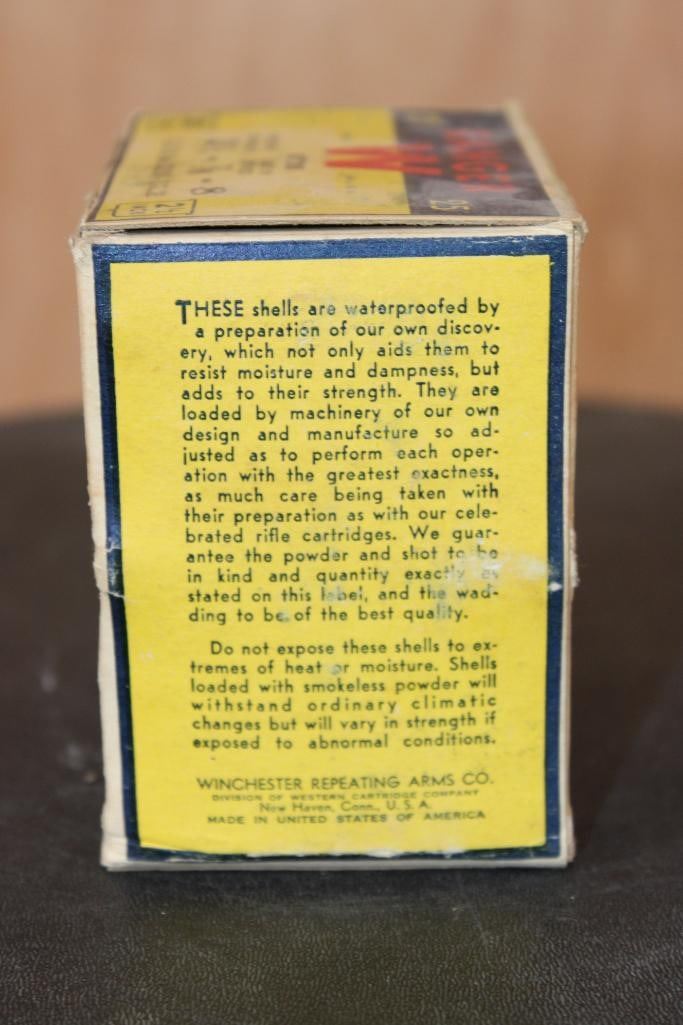 THESE shells are waterproofed by
a preparation of our own discov-
ery, which not only aids them to
resist moisture and dampness, but
adds to their strength. They are
loaded by machinery of our own
design and manufacture so ad-
justed as to perform each oper-
ation with the greatest exactness,
as much care being taken with
their preparation as with our cele-
brated rifle cartridges. We guar-
antee the powder and shot to be
in kind and quantity exactly as
stated on this label, and the wad-
ding to be of the best quality.
Do not expose these shells to ex-
tremes of heat or moisture. Shells
loaded with smokeless powder will
withstand ordinary climatic
changes but will vary in strength if
exposed to abnormal conditions.
WINCHESTER REPEATING ARMS CO.
DIVISION OF WESTERN CARTRIDGE COMPANY
New Haven, Conn., U. S. A.
MADE IN UNITED STATES OF AMERICA